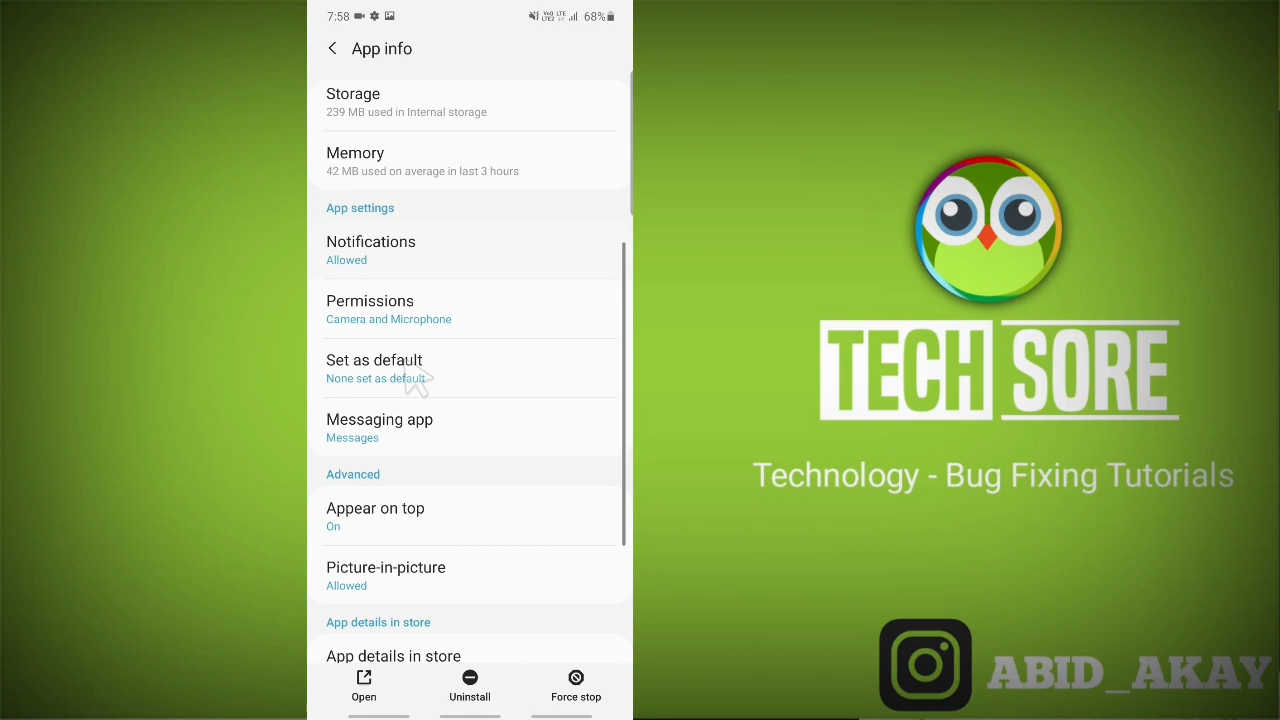 7:58
VoD LTE
LTE2
68%
App info
Storage
239 MB used in Internal storage
Memory
42 MB used on average in last 3 hours
App settings
Notifications
Allowed
Permissions
Camera and Microphone
Set as default
None set as default
Messaging app
Messages
Advanced
Appear on top
On
Picture-in-picture
Allowed
App details in store
App details in store
Open
Uninstall
Force stop
TECH SORE
Technology - Bug Fixing Tutorials
ABID_AKAY